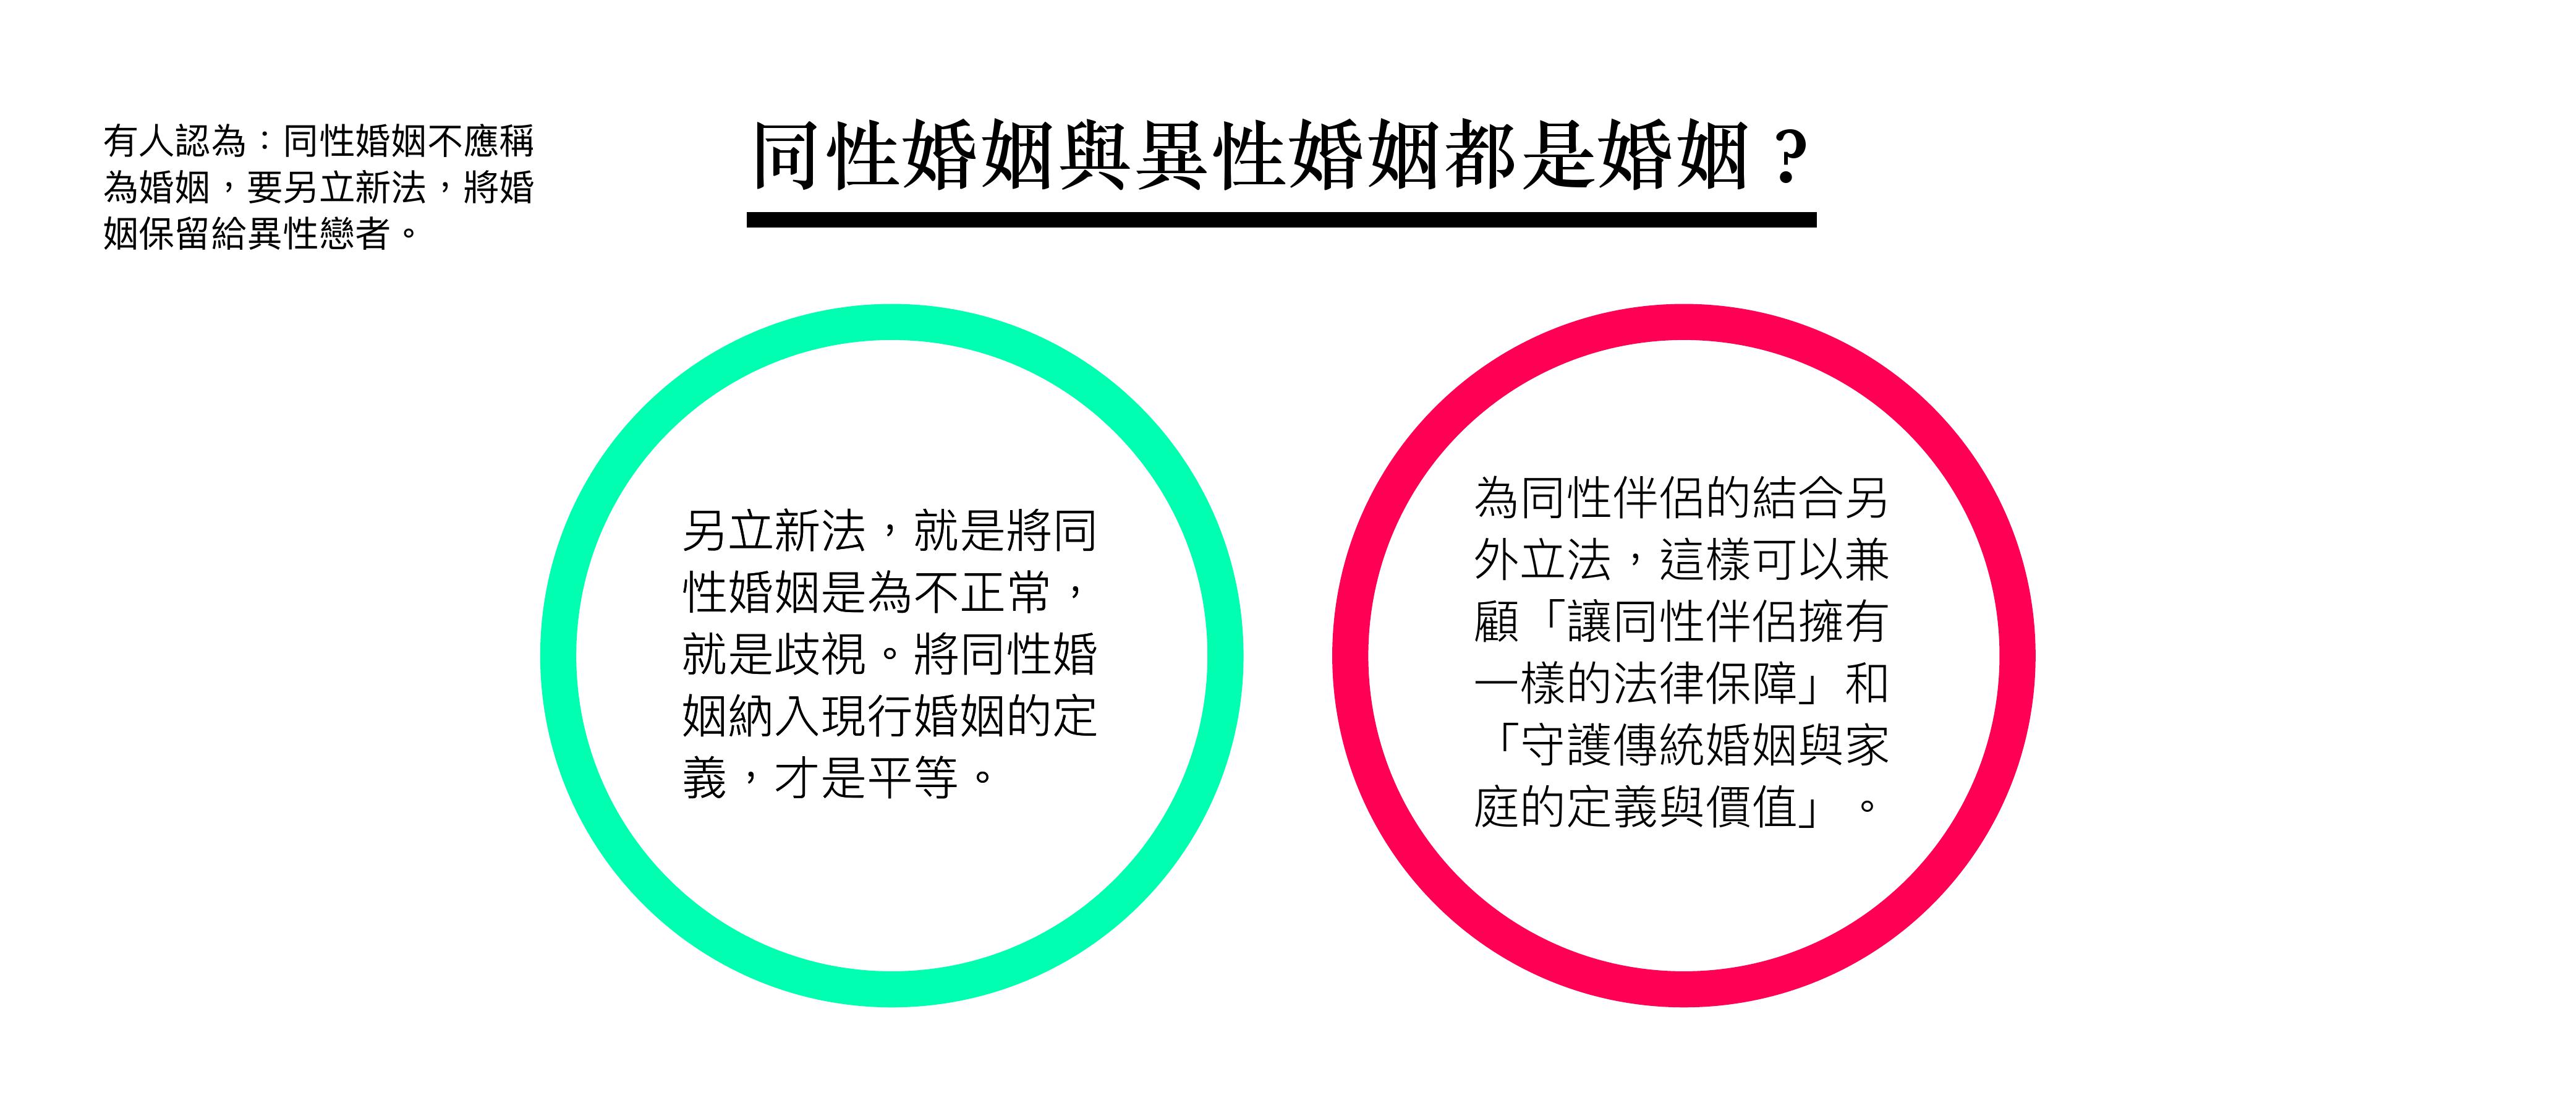 有人認為：同性婚姻不應稱
為婚姻，要另立新法，將婚
姻保留給異性戀者。
同性婚姻與異性婚姻都是婚姻？
另立新法，就是將同
性婚姻是為不正常，
就是歧視。將同性婚
姻納入現行婚姻的定
義，才是平等。
為同性伴侶的結合另
外立法，這樣可以兼
顧「讓同性伴侶擁有
一樣的法律保障」和
「守護傳統婚姻與家
庭的定義與價值」。